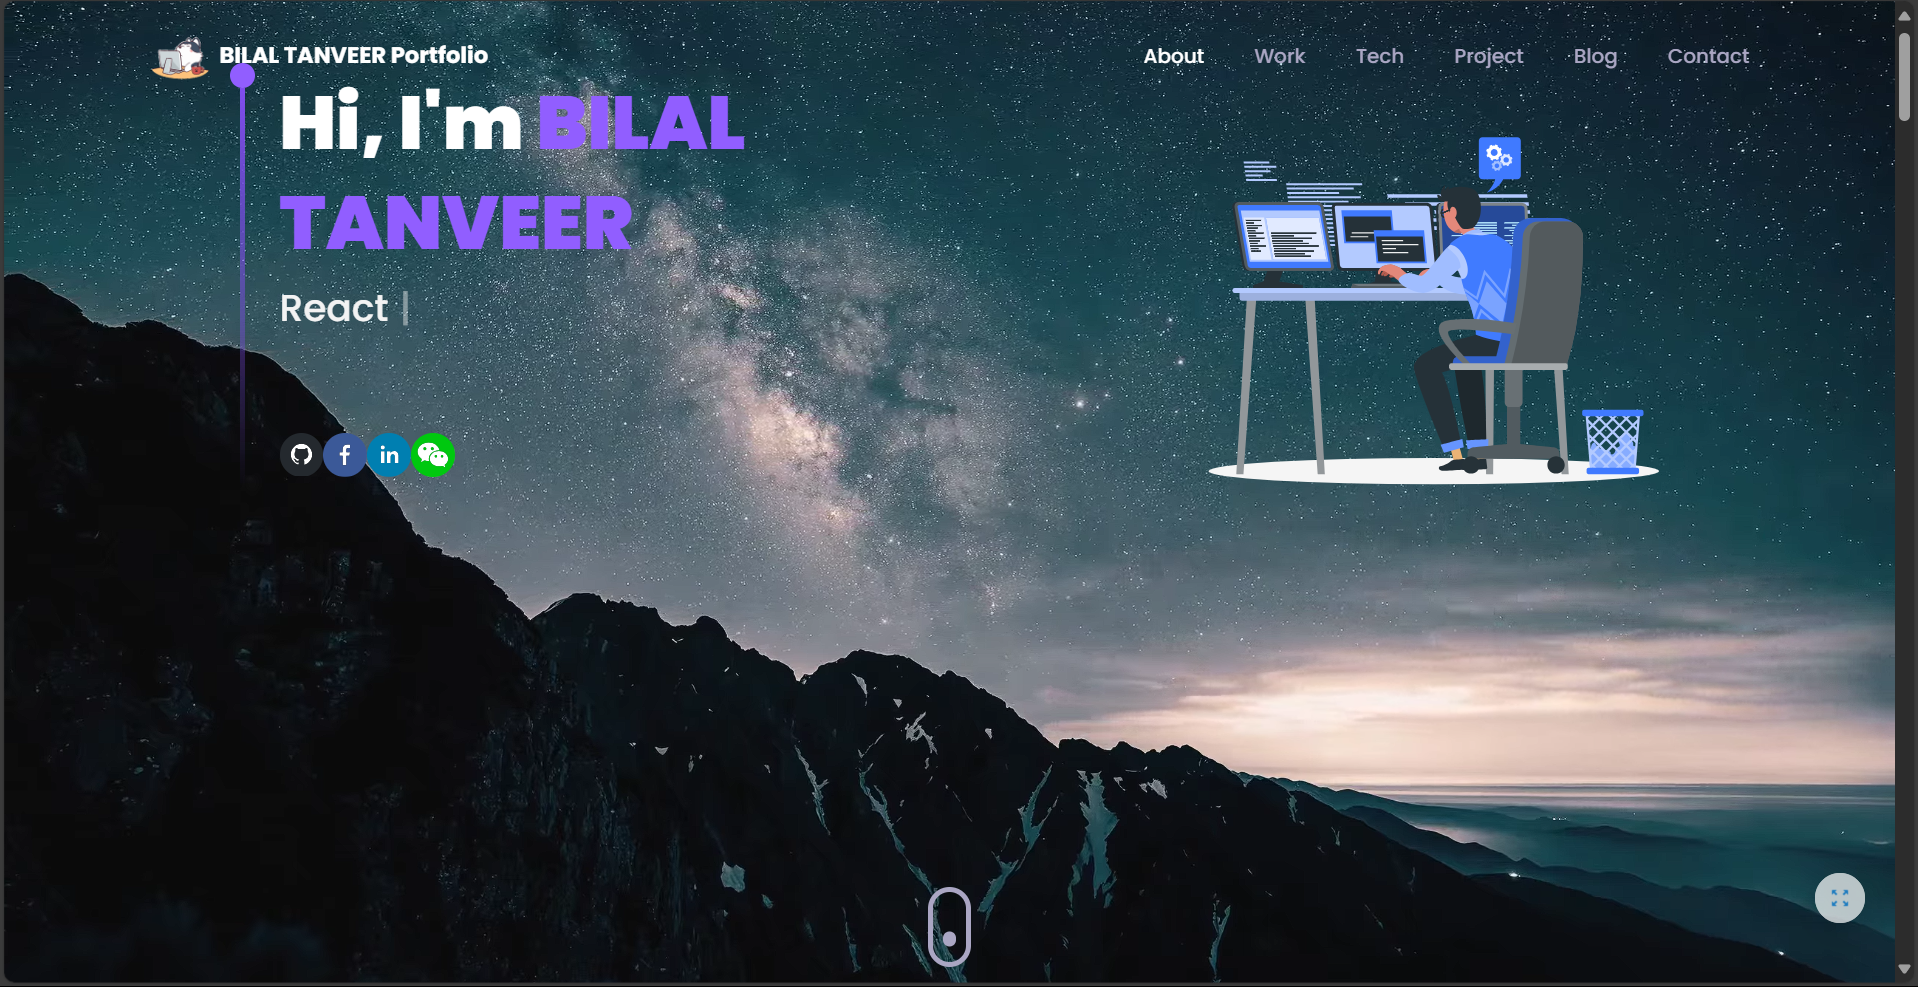 BILAL TANVEER Portfolio
About Work Tech Project Blog Contact
Hi, I'm BILAL
TANVEER
React
in